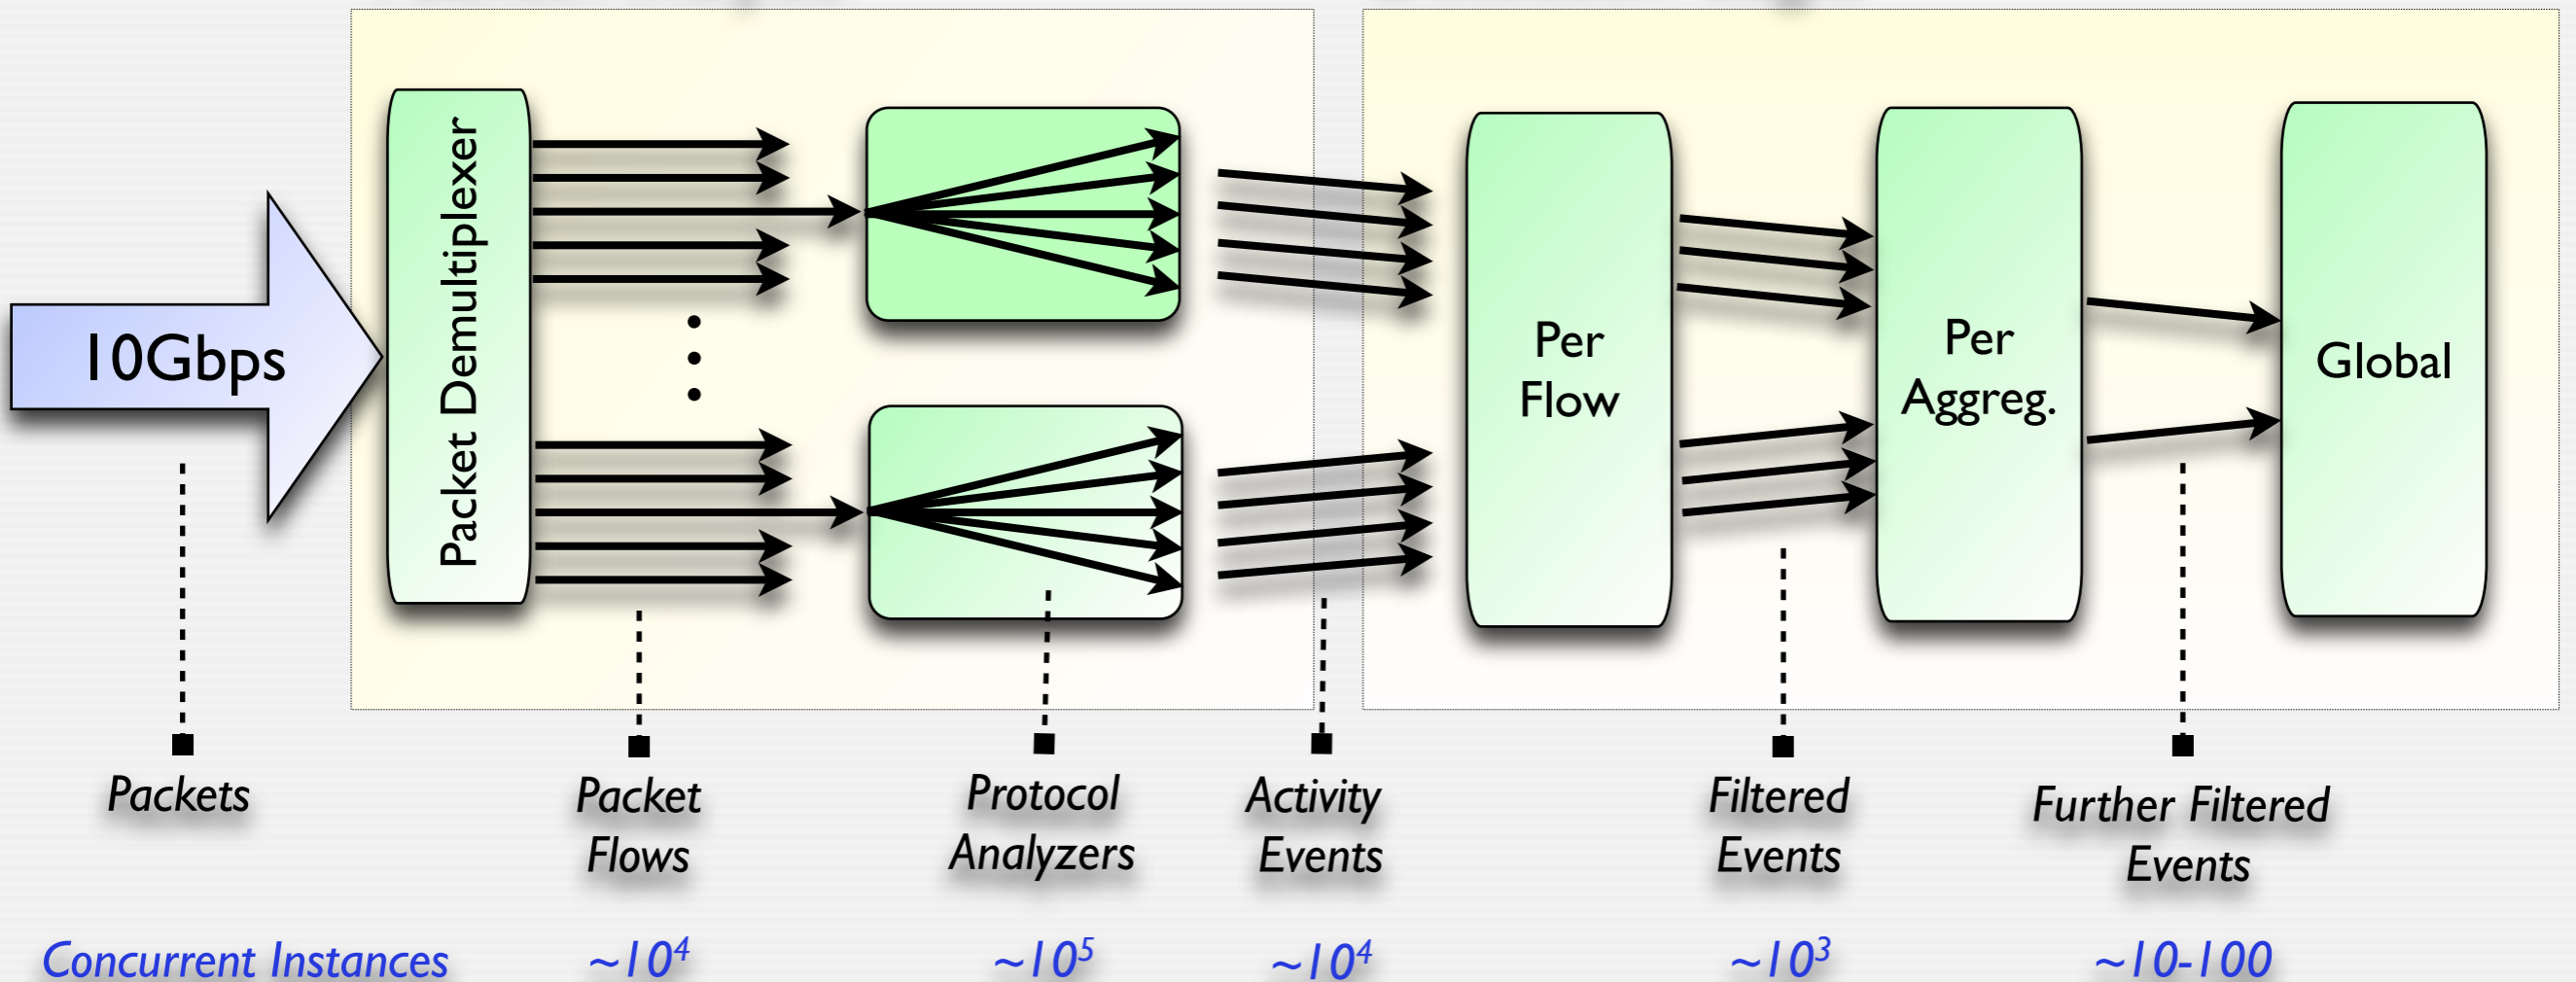 10Gbps
Packet Demultiplexer
Per
Flow
Per
Aggreg.
Global
Packets
Packet
Flows
Protocol
Analyzers
Activity
Events
Filtered
Events
Further Filtered
Events
Concurrent Instances ~10⁴ ~10⁵ ~10⁴ ~10³ ~10-100